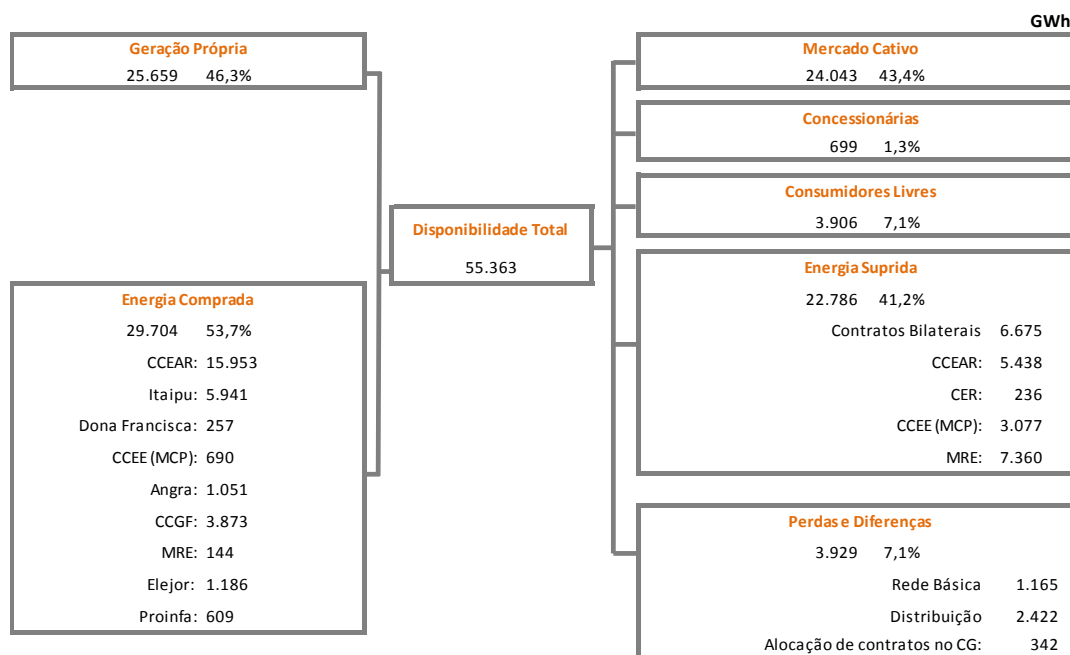 GWh
Geração Própria
25.659 46,3%
Energia Comprada
29.704 53,7%
CCEAR: 15.953
Itaipu: 5.941
Dona Francisca: 257
CCEE (MCP): 690
Angra: 1.051
CCGF: 3.873
MRE: 144
Elejor: 1.186
Proinfa: 609
Disponibilidade Total
55.363
Mercado Cativo
24.043 43,4%
Concessionárias
699 1,3%
Consumidores Livres
3.906 7,1%
Energia Suprida
22.786 41,2%
Contratos Bilaterais 6.675
CCEAR: 5.438
CER: 236
CCEE (MCP): 3.077
MRE: 7.360
Perdas e Diferenças
3.929 7,1%
Rede Básica 1.165
Distribuição 2.422
Alocação de contratos no CG: 342